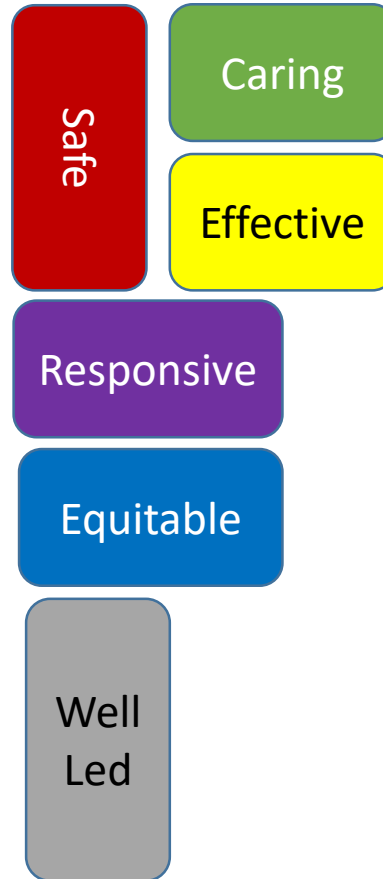 Safe
Caring
Effective
Responsive
Equitable
Well
Led